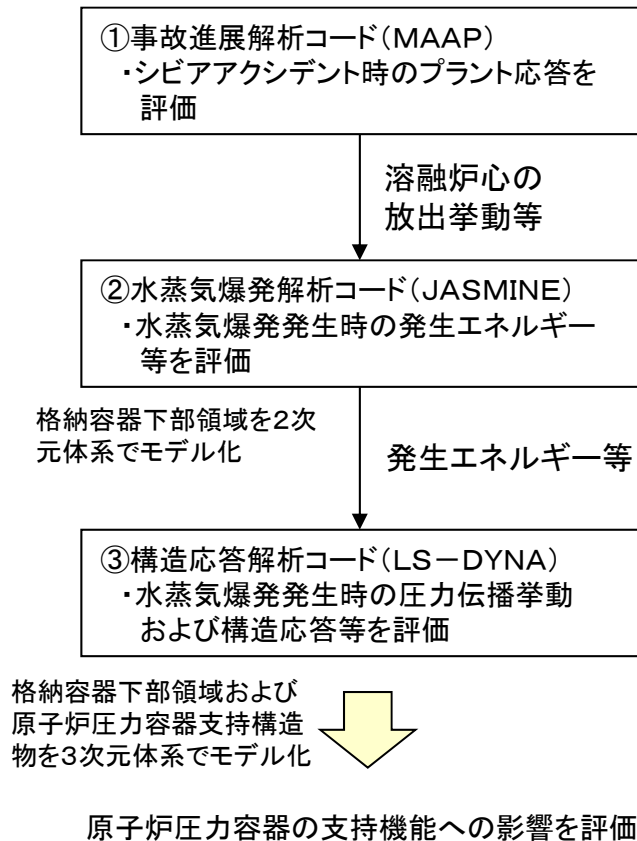 ①事故進展解析コード(MAAP)
・シビアアクシデント時のプラント応答を
評価
溶融炉心の
放出挙動等
②水蒸気爆発解析コード(JASMINE)
・水蒸気爆発発生時の発生エネルギー
等を評価
格納容器下部領域を2次
元体系でモデル化
発生エネルギー等
③構造応答解析コード(LS-DYNA)
・水蒸気爆発発生時の圧力伝播挙動
および構造応答等を評価
格納容器下部領域および
原子炉圧力容器支持構造
物を3次元体系でモデル化
原子炉圧力容器の支持機能への影響を評価